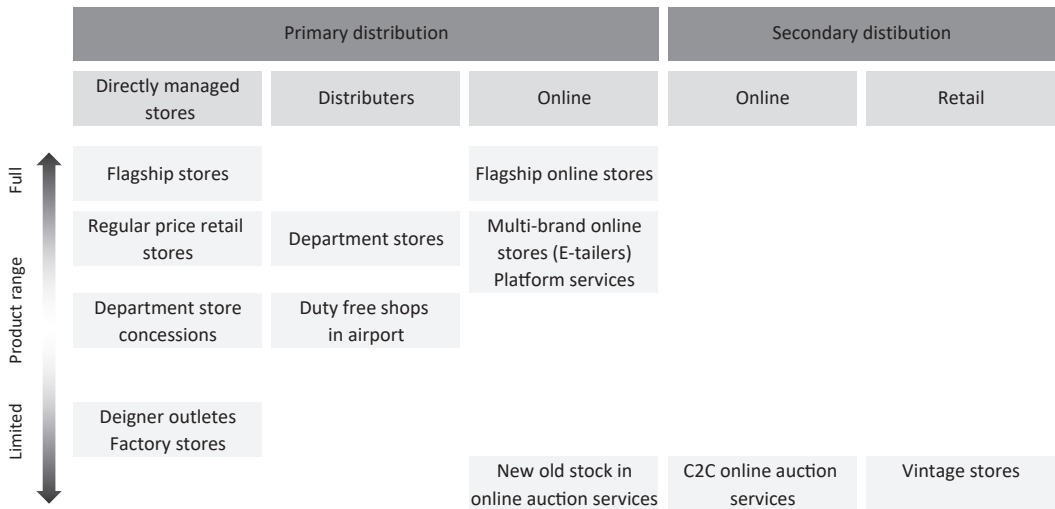 Primary distribution
Secondary distibution
Directly managed
stores
Distributers
Online
Online
Retail
Full
Product range
Limited
Flagship stores
Flagship online stores
Regular price retail
stores
Department stores
Multi-brand online
stores (E-tailers)
Platform services
Department store
concessions
Duty free shops
in airport
Deigner outletes
Factory stores
New old stock in
online auction services
C2C online auction
services
Vintage stores